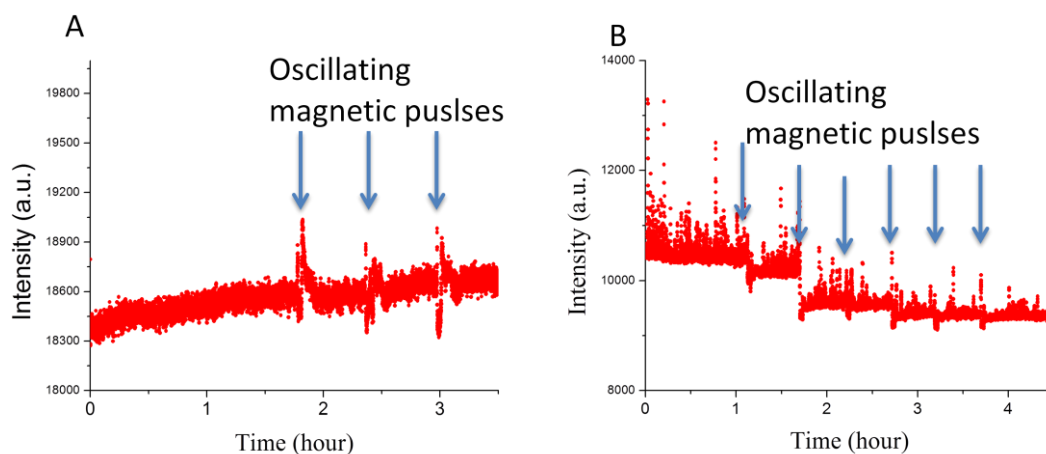 A
Oscillating
magnetic puslses
19800
19500
19200
18900
18600
18300
18000
Intensity (a.u.)
0
1
2
3
Time (hour)
B
Oscillating
magnetic puslses
14000
12000
10000
8000
Intensity (a.u.)
0
1
2
3
4
Time (hour)